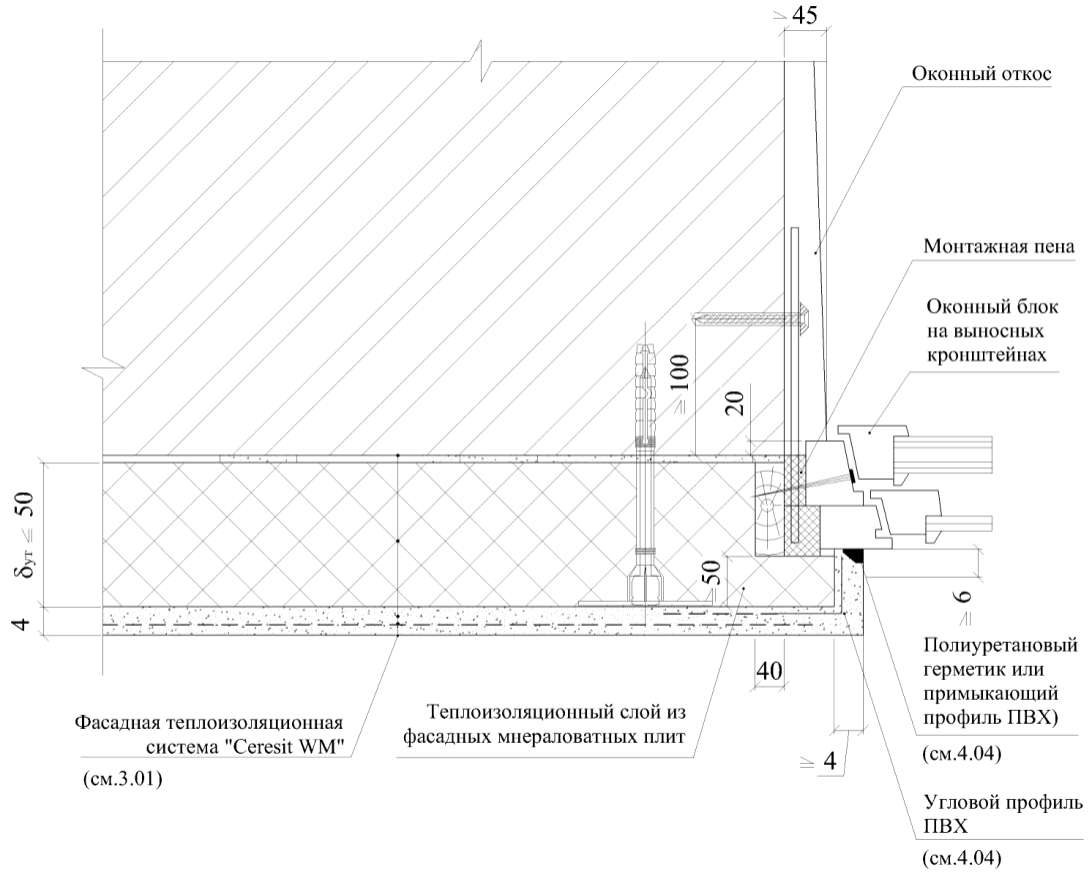 ≥ 45
Оконный откос
Монтажная пена
Оконный блок
на выносных
кронштейнах
≥ 100
20
δут ≤ 50
50
4
≥ 6
40
Полиуретановый
герметик или
примыкающий
профиль ПВХ)
(см.4.04)
Фасадная теплоизоляционная
система "Ceresit WM"
(см.3.01)
Теплоизоляционный слой из
фасадных мнераловатных плит
≥ 4
Угловой профиль
ПВХ
(см.4.04)